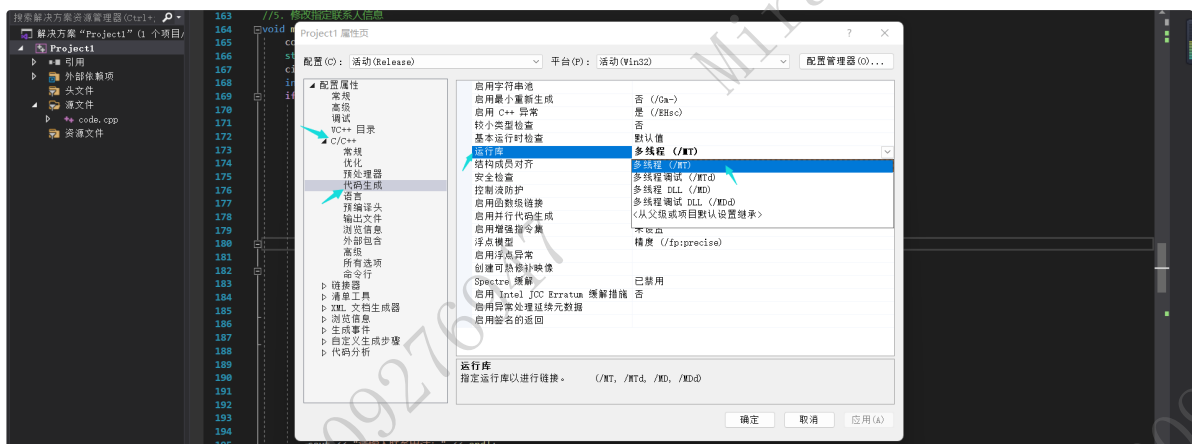 搜索解决方案资源管理器(Ctrl+;
解决方案 "Project1" (1 个项目/
Project1
引用
外部依赖项
头文件
源文件
code.cpp
资源文件
163 //5. 修改指定联系人信息
164 void
165
166
167
168
169
170
171
172
173
174
175
176
177
178
179
180
181
182
183
184
185
186
187
188
189
190
191
192
193
194
Project1 属性页
? ×
配置(C): 活动(Release)
平台(P): 活动(Win32)
配置管理器(O)...
配置属性
常规
高级
调试
VC++ 目录
C/C++
常规
优化
预处理器
代码生成
语言
预编译头
输出文件
浏览信息
外部包含
高级
所有选项
命令行
链接器
清单工具
XML 文档生成器
浏览信息
生成事件
自定义生成步骤
代码分析
启用字符串池
启用最小重新生成 否 (/Gm-)
启用 C++ 异常 是 (/EHsc)
较小类型检查 否
基本运行时检查 默认值
运行库 多线程 (/MT)
结构成员对齐 多线程 (/MT)
安全检查 多线程调试 (/MTd)
控制流防护 多线程 DLL (/MD)
启用函数级链接 多线程调试 DLL (/MDd)
启用并行代码生成 <从父级或项目默认设置继承>
启用增强指令集 未设置
浮点模型 精度 (/fp:precise)
启用浮点异常
创建可热修补映像
Spectre 缓解 已禁用
启用 Intel JCC Erratum 缓解措施 否
启用异常处理延续元数据
启用签名的返回
运行库
指定运行库以进行链接。 (/MT, /MTd, /MD, /MDd)
确定 取消 应用(A)